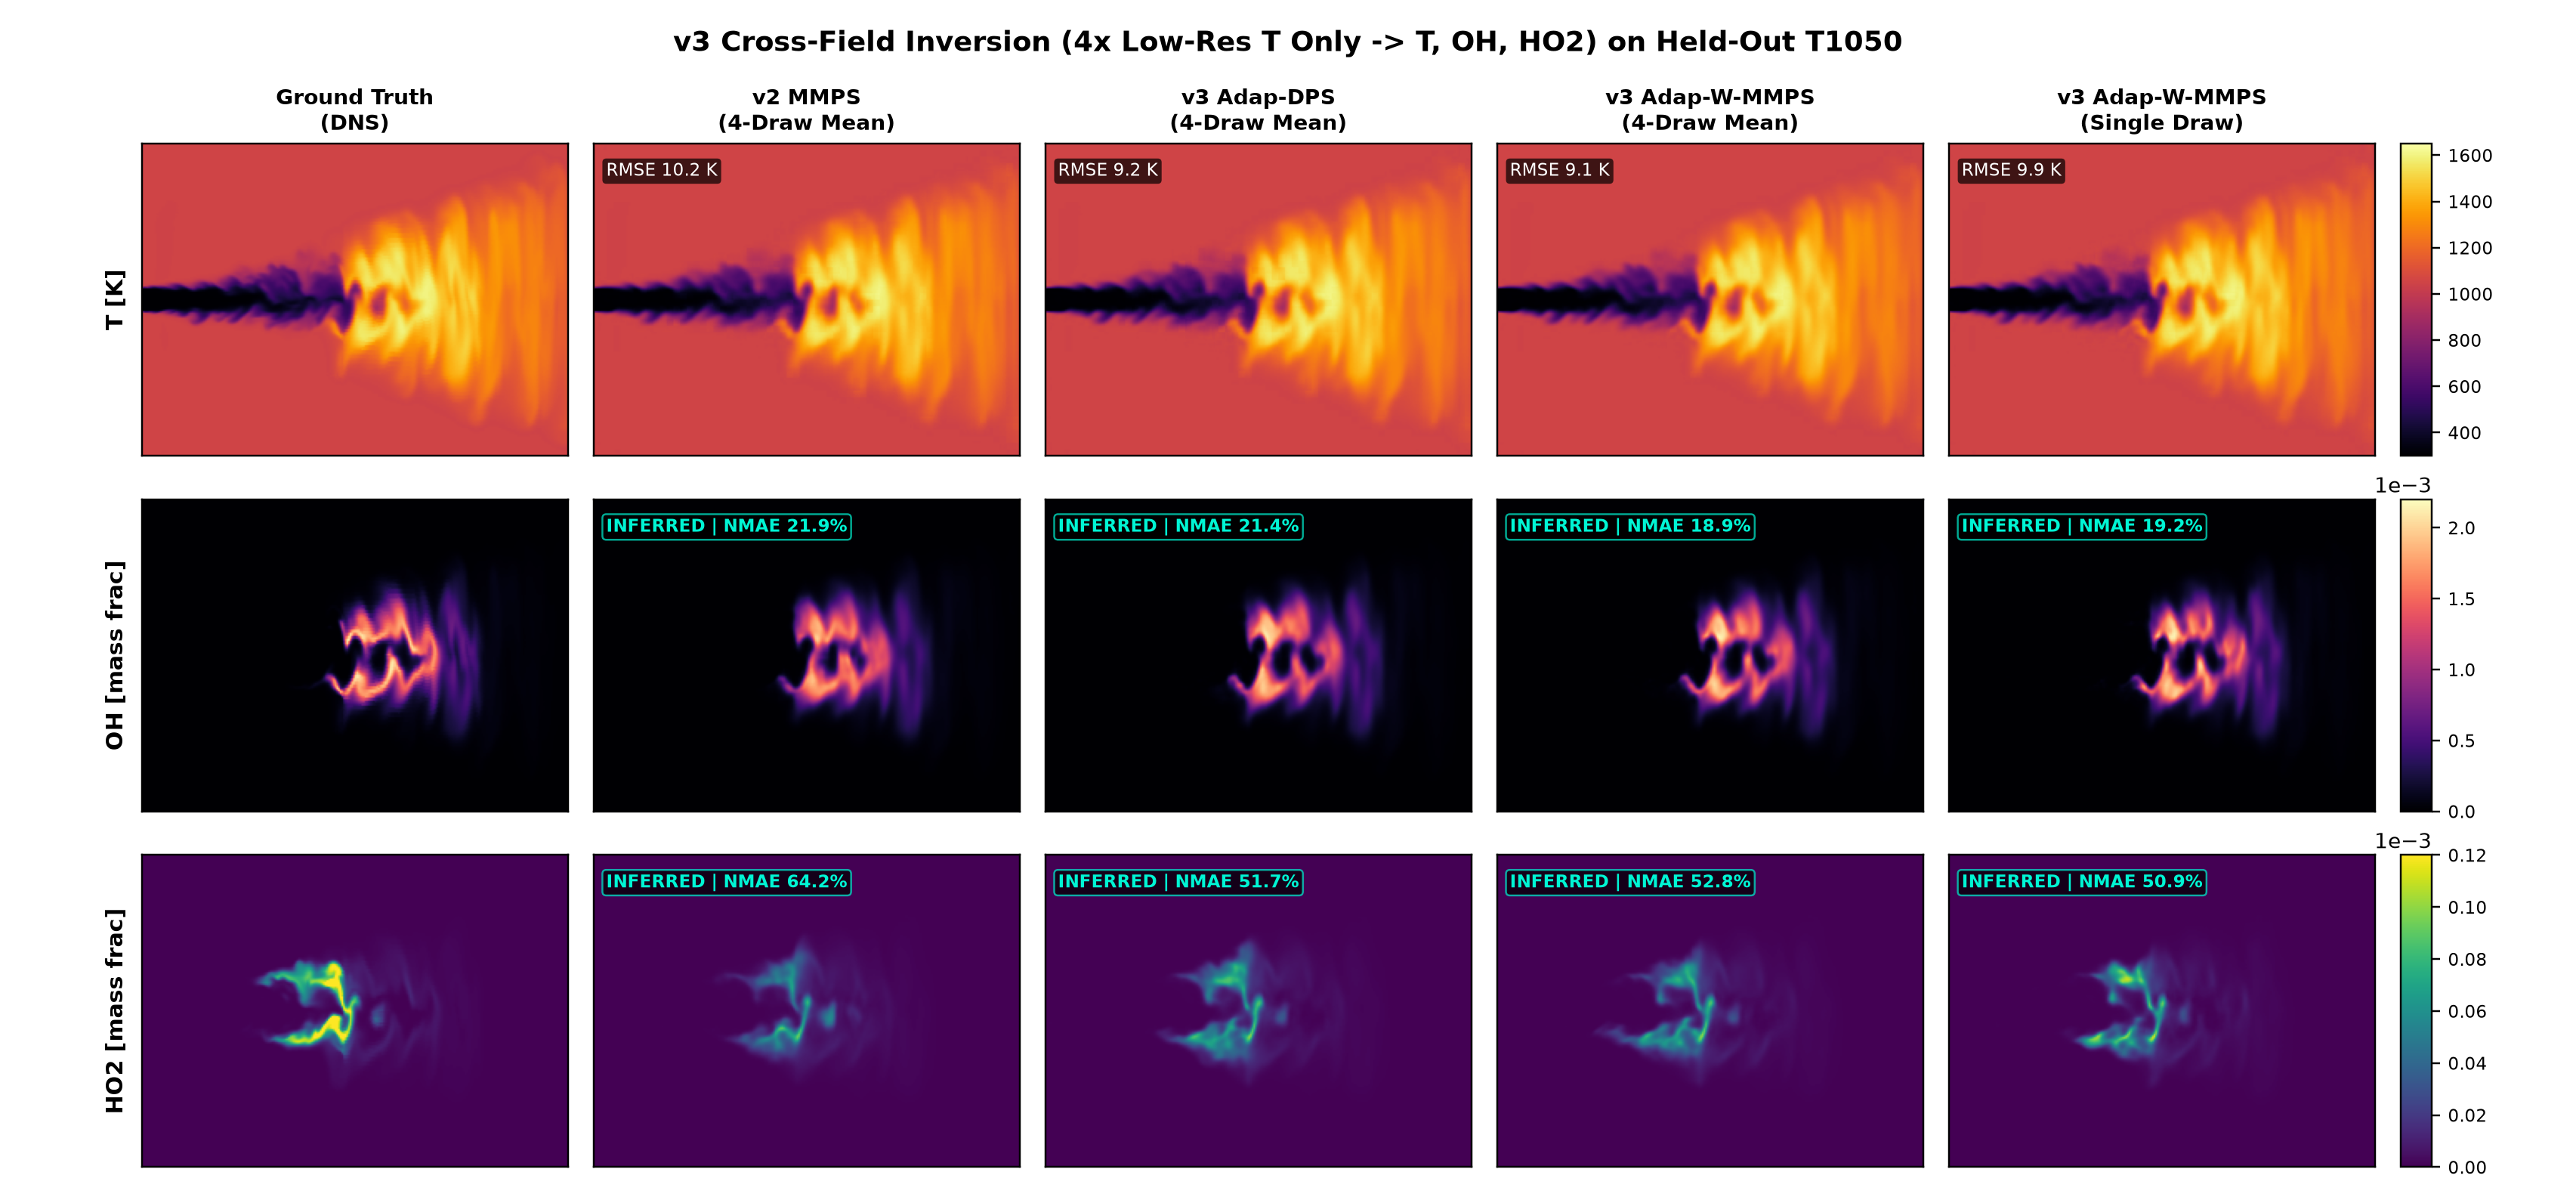 v3 Cross-Field Inversion (4x Low-Res T Only -> T, OH, HO2) on Held-Out T1050
Ground Truth
(DNS)
v2 MMPS
(4-Draw Mean)
v3 Adap-DPS
(4-Draw Mean)
v3 Adap-W-MMPS
(4-Draw Mean)
v3 Adap-W-MMPS
(Single Draw)
T [K]
RMSE 10.2 K
RMSE 9.2 K
RMSE 9.1 K
RMSE 9.9 K
1600
1400
1200
1000
800
600
400
OH [mass frac]
INFERRED | NMAE 21.9%
INFERRED | NMAE 21.4%
INFERRED | NMAE 18.9%
INFERRED | NMAE 19.2%
1e−3
2.0
1.5
1.0
0.5
0.0
HO2 [mass frac]
INFERRED | NMAE 64.2%
INFERRED | NMAE 51.7%
INFERRED | NMAE 52.8%
INFERRED | NMAE 50.9%
1e−3
0.12
0.10
0.08
0.06
0.04
0.02
0.00